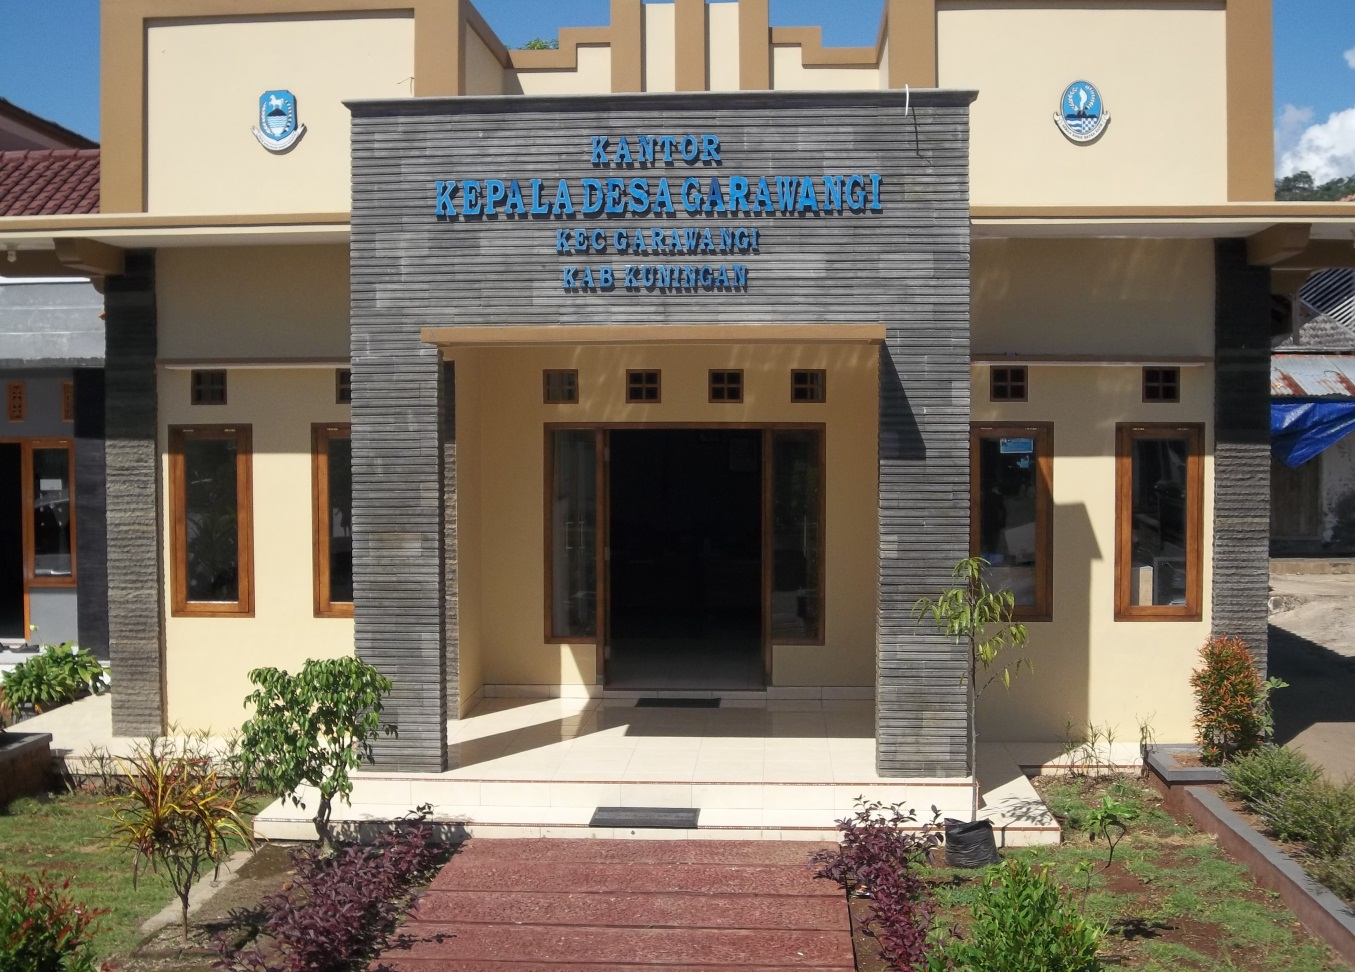 KANTOR
KEPALA DESA GARAWANGI
KEC GARAWANGI
KAB KUNINGAN